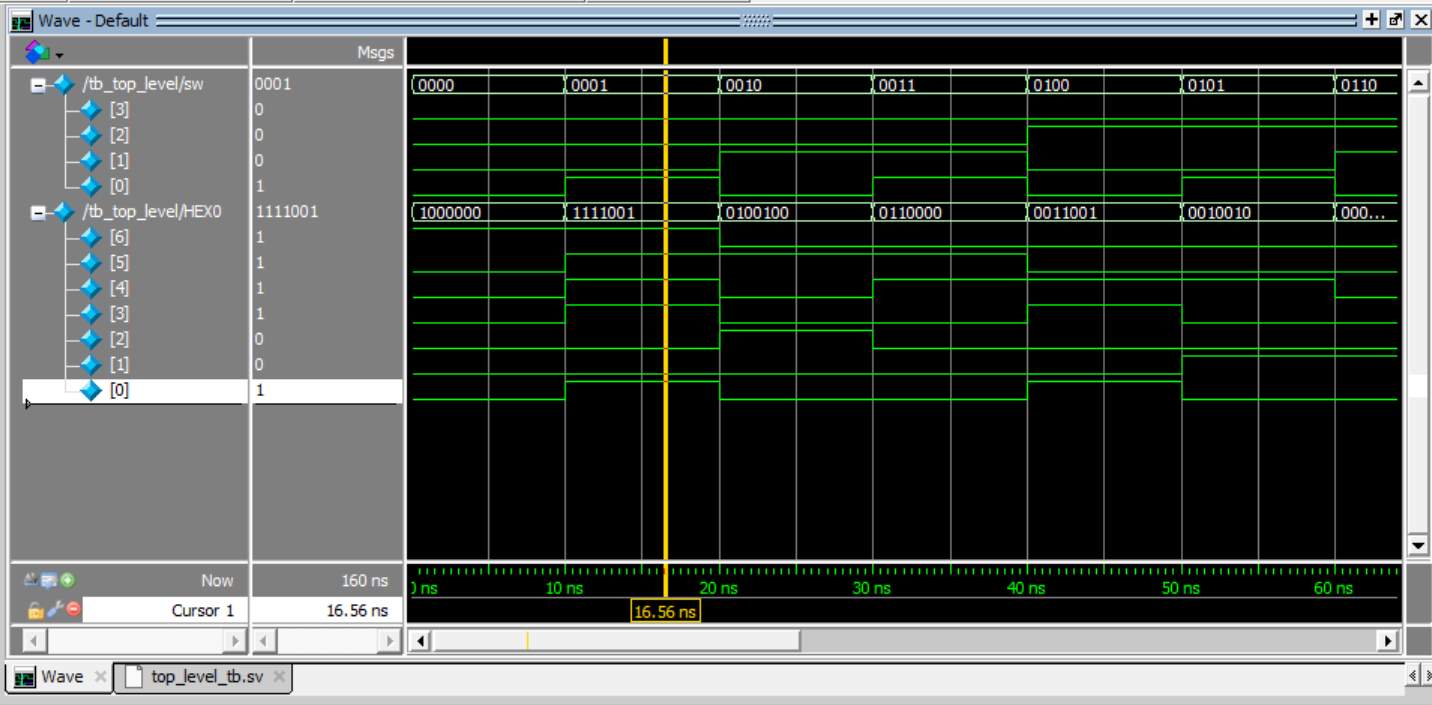 Wave - Default
Msgs
/tb_top_level/sw 0001 0000 0001 0010 0011 0100 0101 0110
[3] 0
[2] 0
[1] 0
[0] 1
/tb_top_level/HEX0 1111001 1000000 1111001 0100100 0110000 0011001 0010010 000...
[6] 1
[5] 1
[4] 1
[3] 1
[2] 0
[1] 0
[0] 1
Now 160 ns ns 10 ns 20 ns 30 ns 40 ns 50 ns 60 ns
Cursor 1 16.56 ns 16.56 ns
Wave top_level_tb.sv